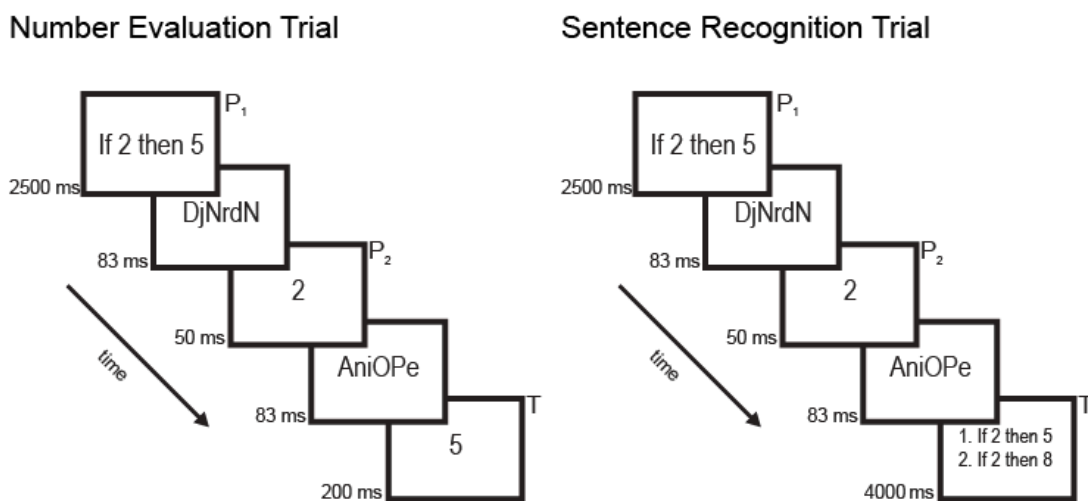 Number Evaluation Trial
If 2 then 5
P₁
2500 ms
DjNrdN
83 ms
2
P₂
50 ms
AniOPe
83 ms
5
T
200 ms
time
Sentence Recognition Trial
If 2 then 5
P₁
2500 ms
DjNrdN
83 ms
2
P₂
50 ms
AniOPe
83 ms
1. If 2 then 5
2. If 2 then 8
T
4000 ms
time